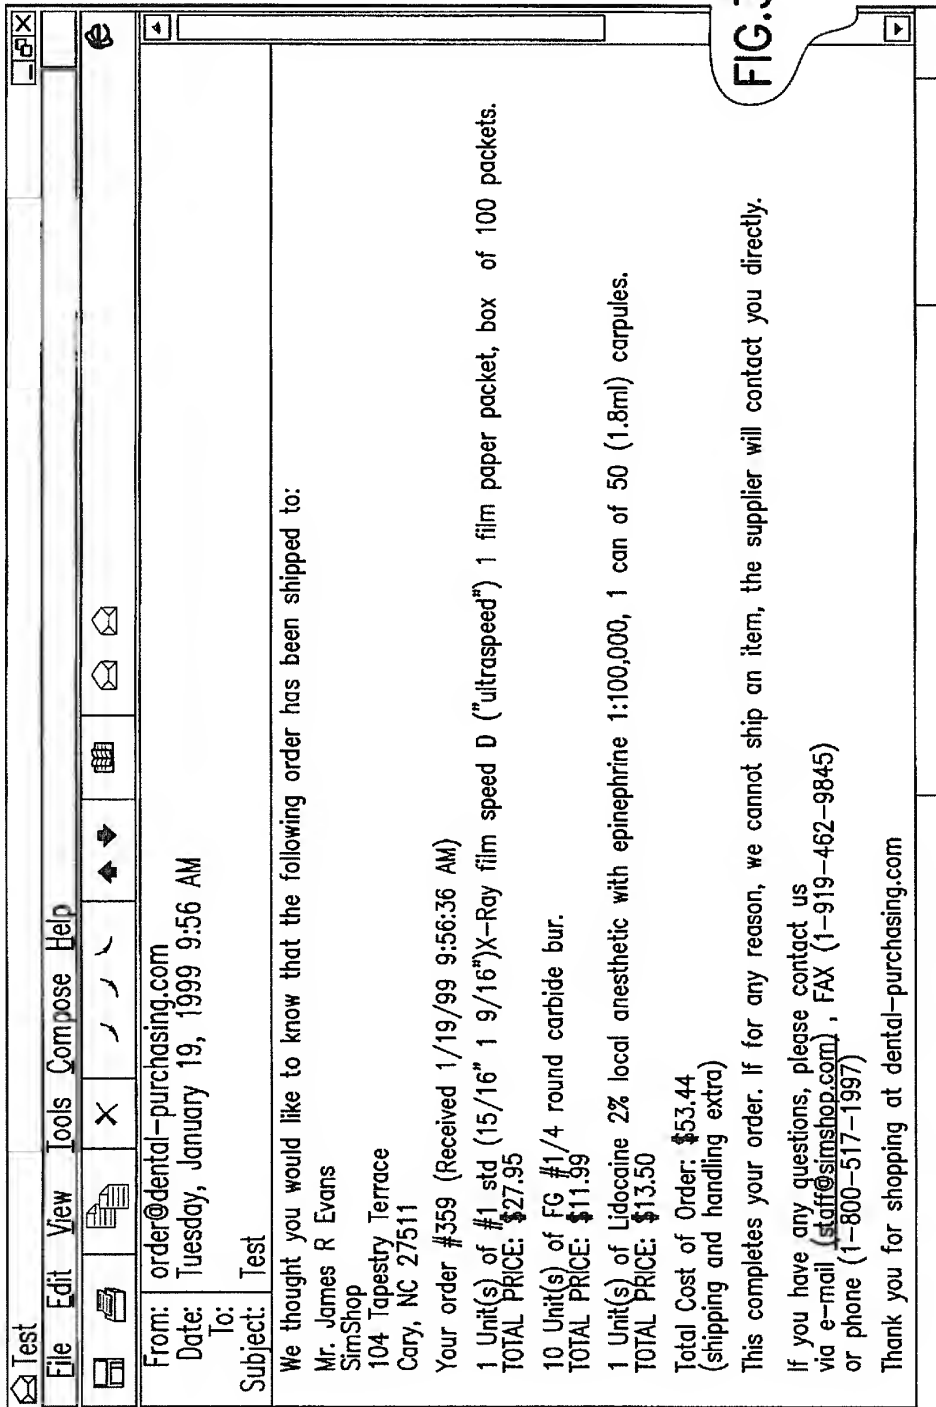 Test
File Edit View Tools Compose Help
From: order@dental-purchasing.com
Date: Tuesday, January 19, 1999 9:56 AM
To:
Subject: Test
We thought you would like to know that the following order has been shipped to:
Mr. James R Evans
SimShop
104 Tapestry Terrace
Cary, NC 27511
Your order #359 (Received 1/19/99 9:56:36 AM)
1 Unit(s) of #1 std (15/16" 1 9/16")X-Ray film speed D ("ultraspeed") 1 film paper packet, box of 100 packets.
TOTAL PRICE: $27.95
10 Unit(s) of FG #1/4 round carbide bur.
TOTAL PRICE: $11.99
1 Unit(s) of Lidocaine 2% local anesthetic with epinephrine 1:100,000, 1 can of 50 (1.8ml) carpules.
TOTAL PRICE: $13.50
Total Cost of Order: $53.44
(shipping and handling extra)
This completes your order. If for any reason, we cannot ship an item, the supplier will contact you directly.
If you have any questions, please contact us
via e-mail (staff@simshop.com), FAX (1-919-462-9845)
or phone (1-800-517-1997)
Thank you for shopping at dental-purchasing.com
FIG.